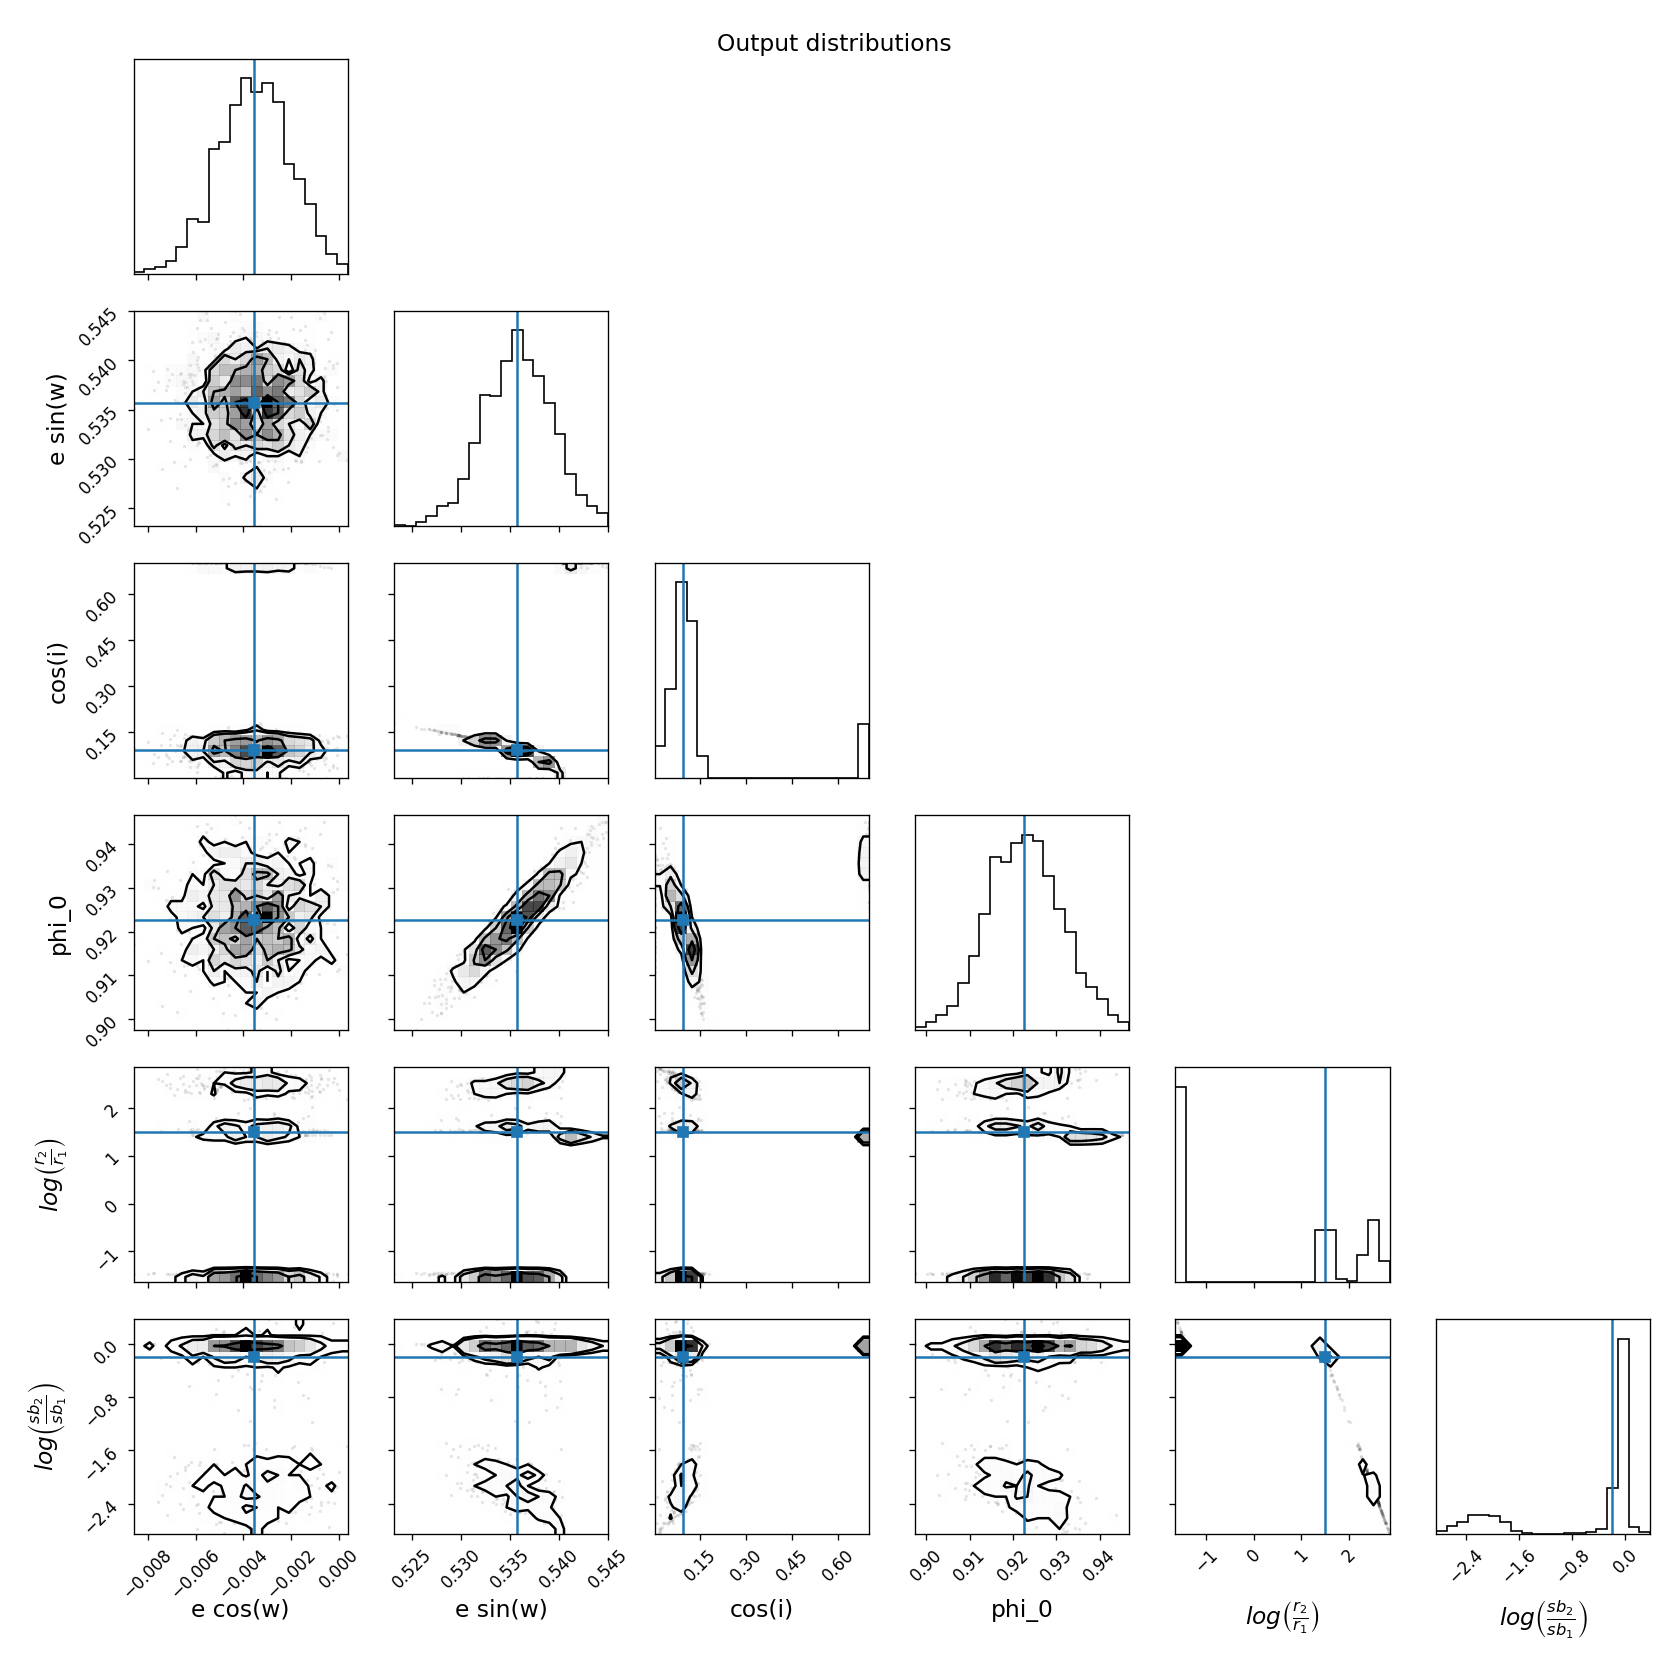 Output distributions
0.545
0.540
0.535
0.530
0.525
e sin(w)
0.60
0.45
0.30
0.15
cos(i)
0.94
0.93
0.92
0.91
0.90
phi_0
2
1
0
−1
log(r₂/r₁)
0.0
−0.8
−1.6
−2.4
log(sb₂/sb₁)
−0.008 −0.006 −0.004 −0.002 0.000 0.525 0.530 0.535 0.540 0.545 0.15 0.30 0.45 0.60 0.90 0.91 0.92 0.93 0.94 −1 0 1 2 −2.4 −1.6 −0.8 0.0
e cos(w) e sin(w) cos(i) phi_0 log(r₂/r₁) log(sb₂/sb₁)